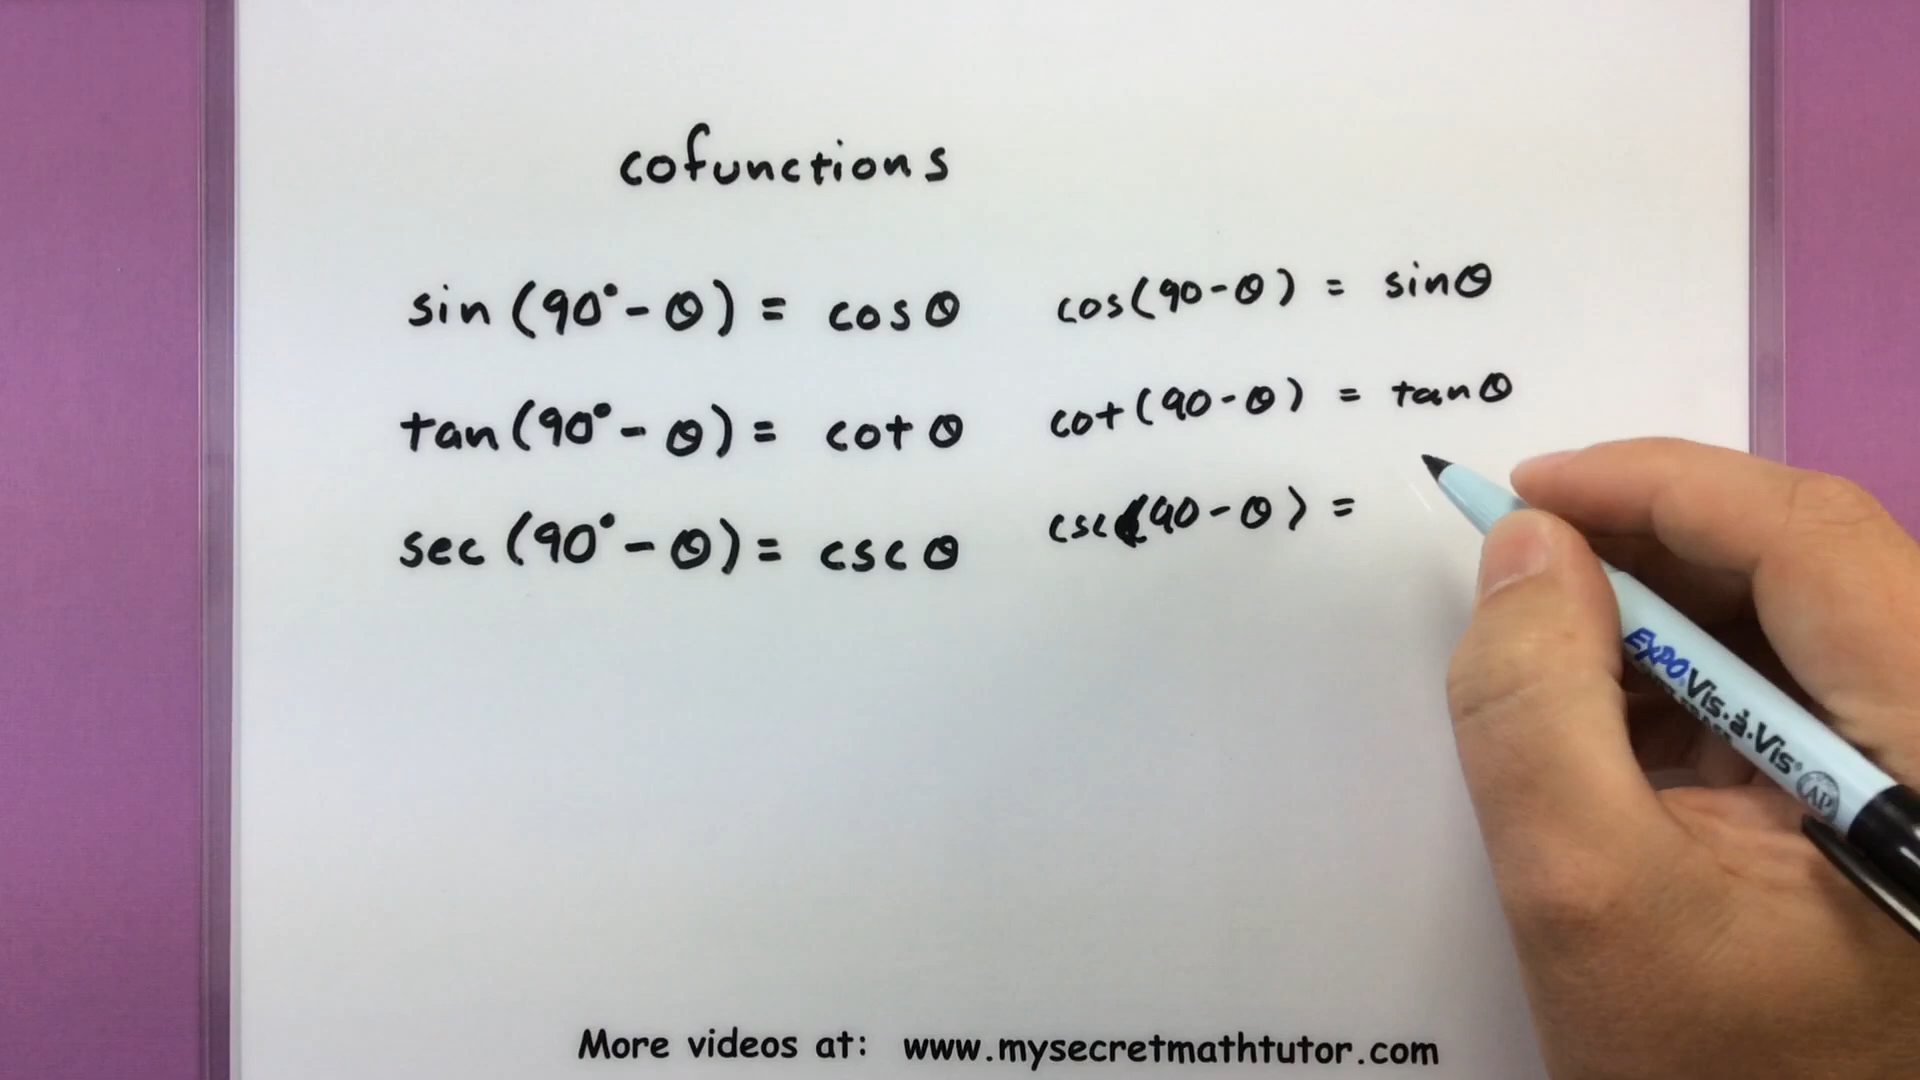 cofunctions
sin(90°-θ) = cosθ
cos(90-θ) = sinθ
tan(90°-θ) = cotθ
cot(90-θ) = tanθ
sec(90°-θ) = cscθ
csc(90-θ) =
EXPO Vis·à·Vis®
AP
More videos at: www.mysecretmathtutor.com